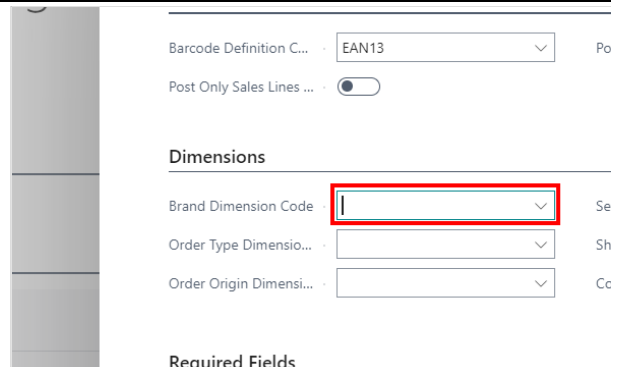 Barcode Definition C... EAN13 Po
Post Only Sales Lines ...
Dimensions
Brand Dimension Code Se
Order Type Dimensio... Sh
Order Origin Dimensi... Co
Required Fields